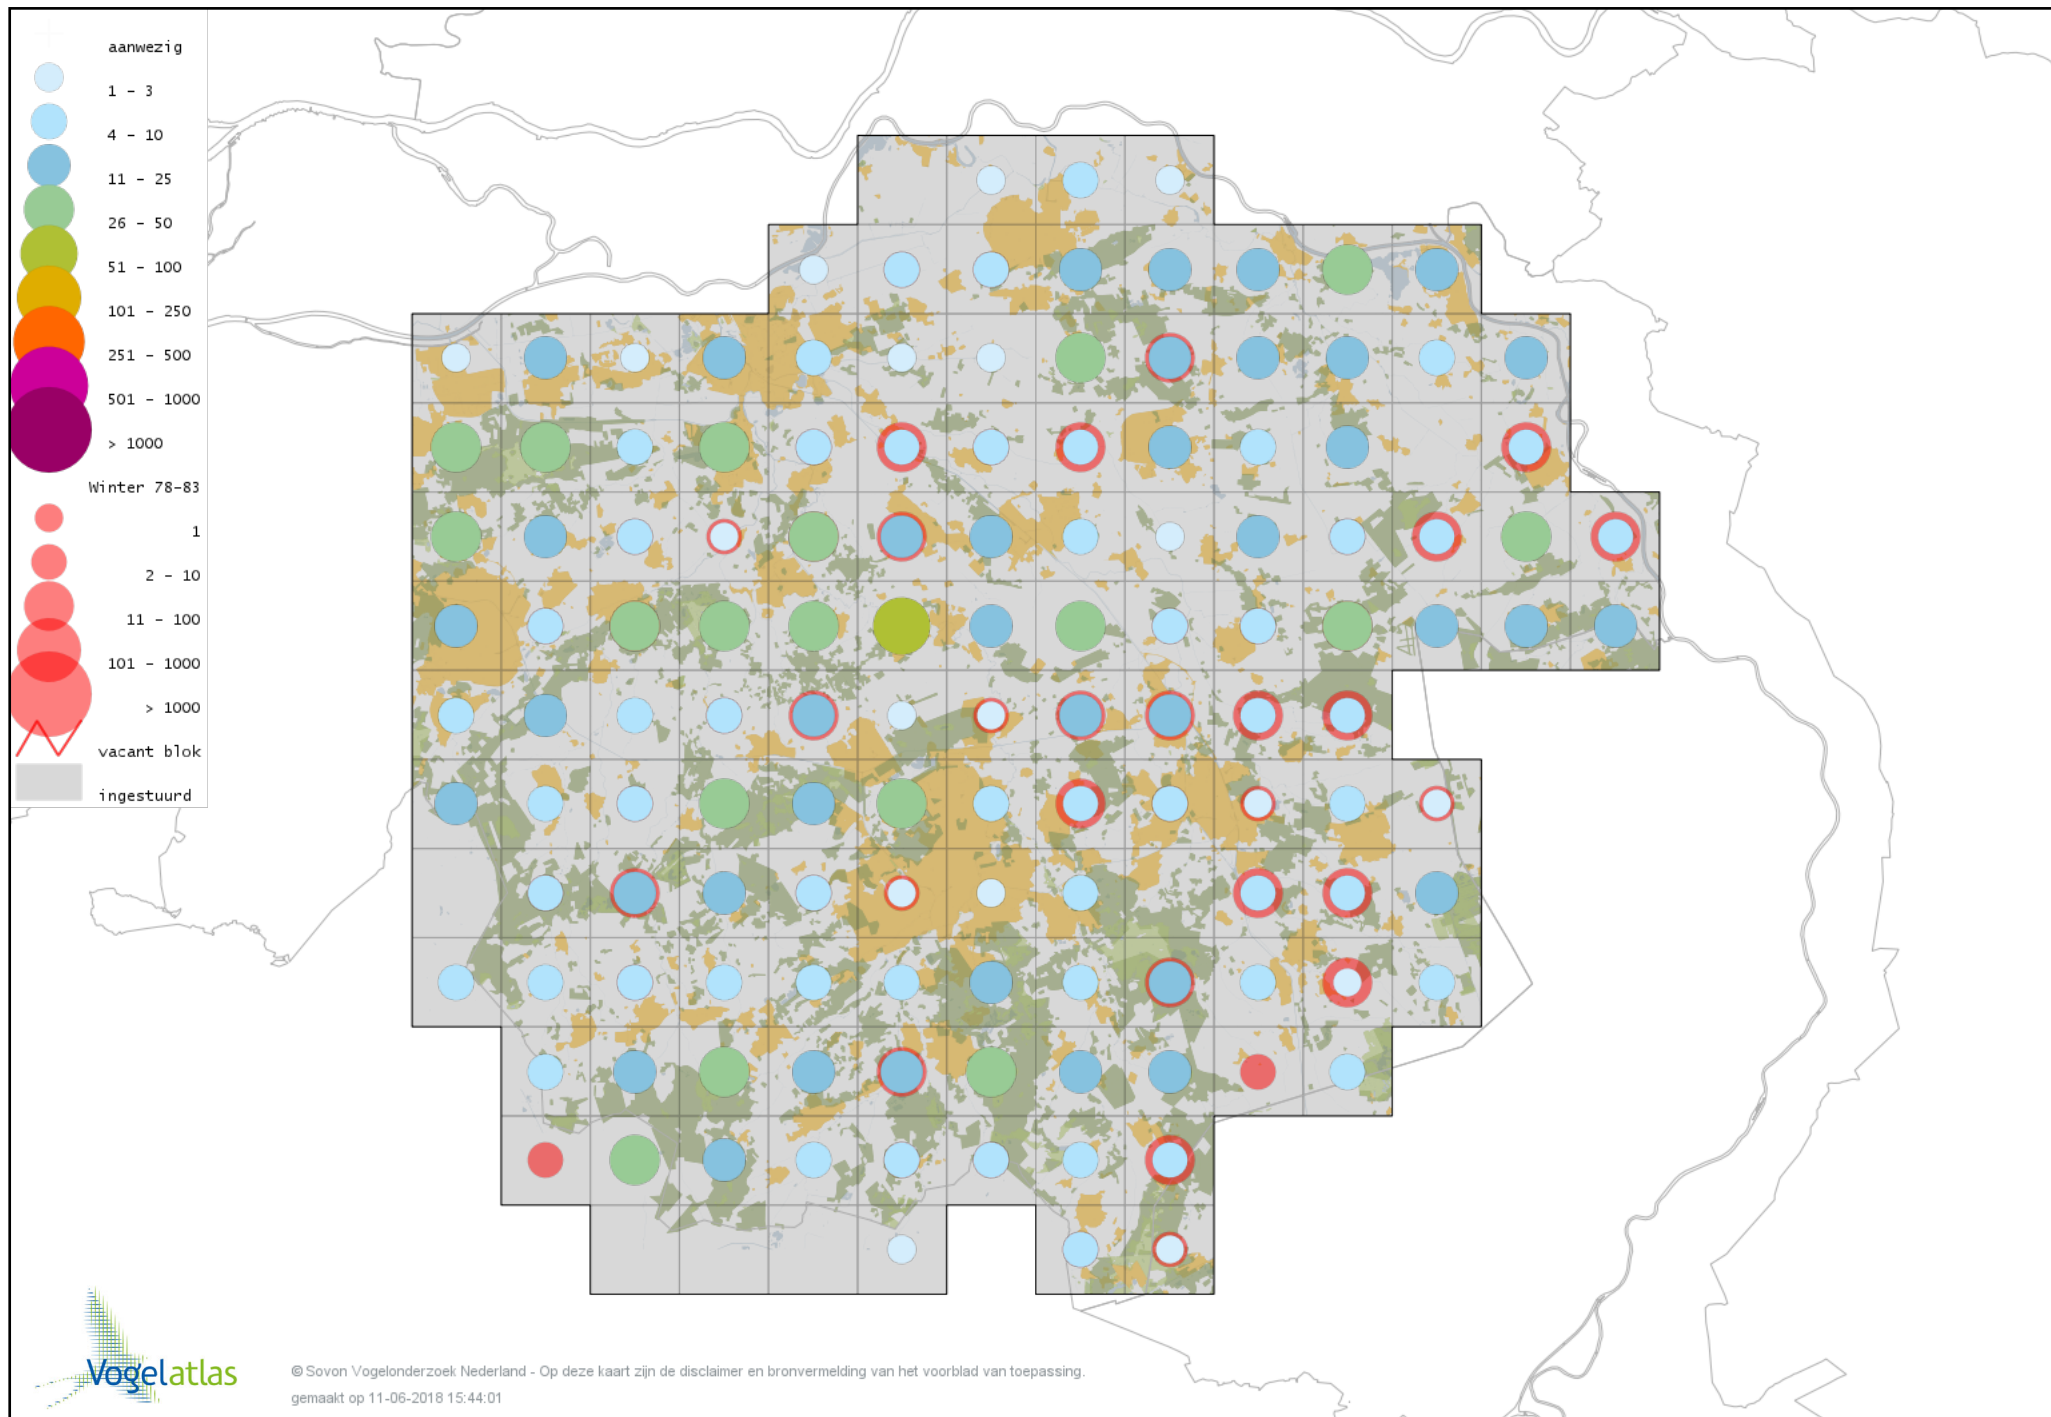 aanwezig
1 - 3
4 - 10
11 - 25
26 - 50
51 - 100
101 - 250
251 - 500
501 - 1000
> 1000
Winter 78-83
1
2 - 10
11 - 100
101 - 1000
> 1000
vacant blok
ingestuurd
Vogelatlas
© Sovon Vogelonderzoek Nederland - Op deze kaart zijn de disclaimer en bronvermelding van het voorblad van toepassing.
gemaakt op 11-06-2018 15:44:01